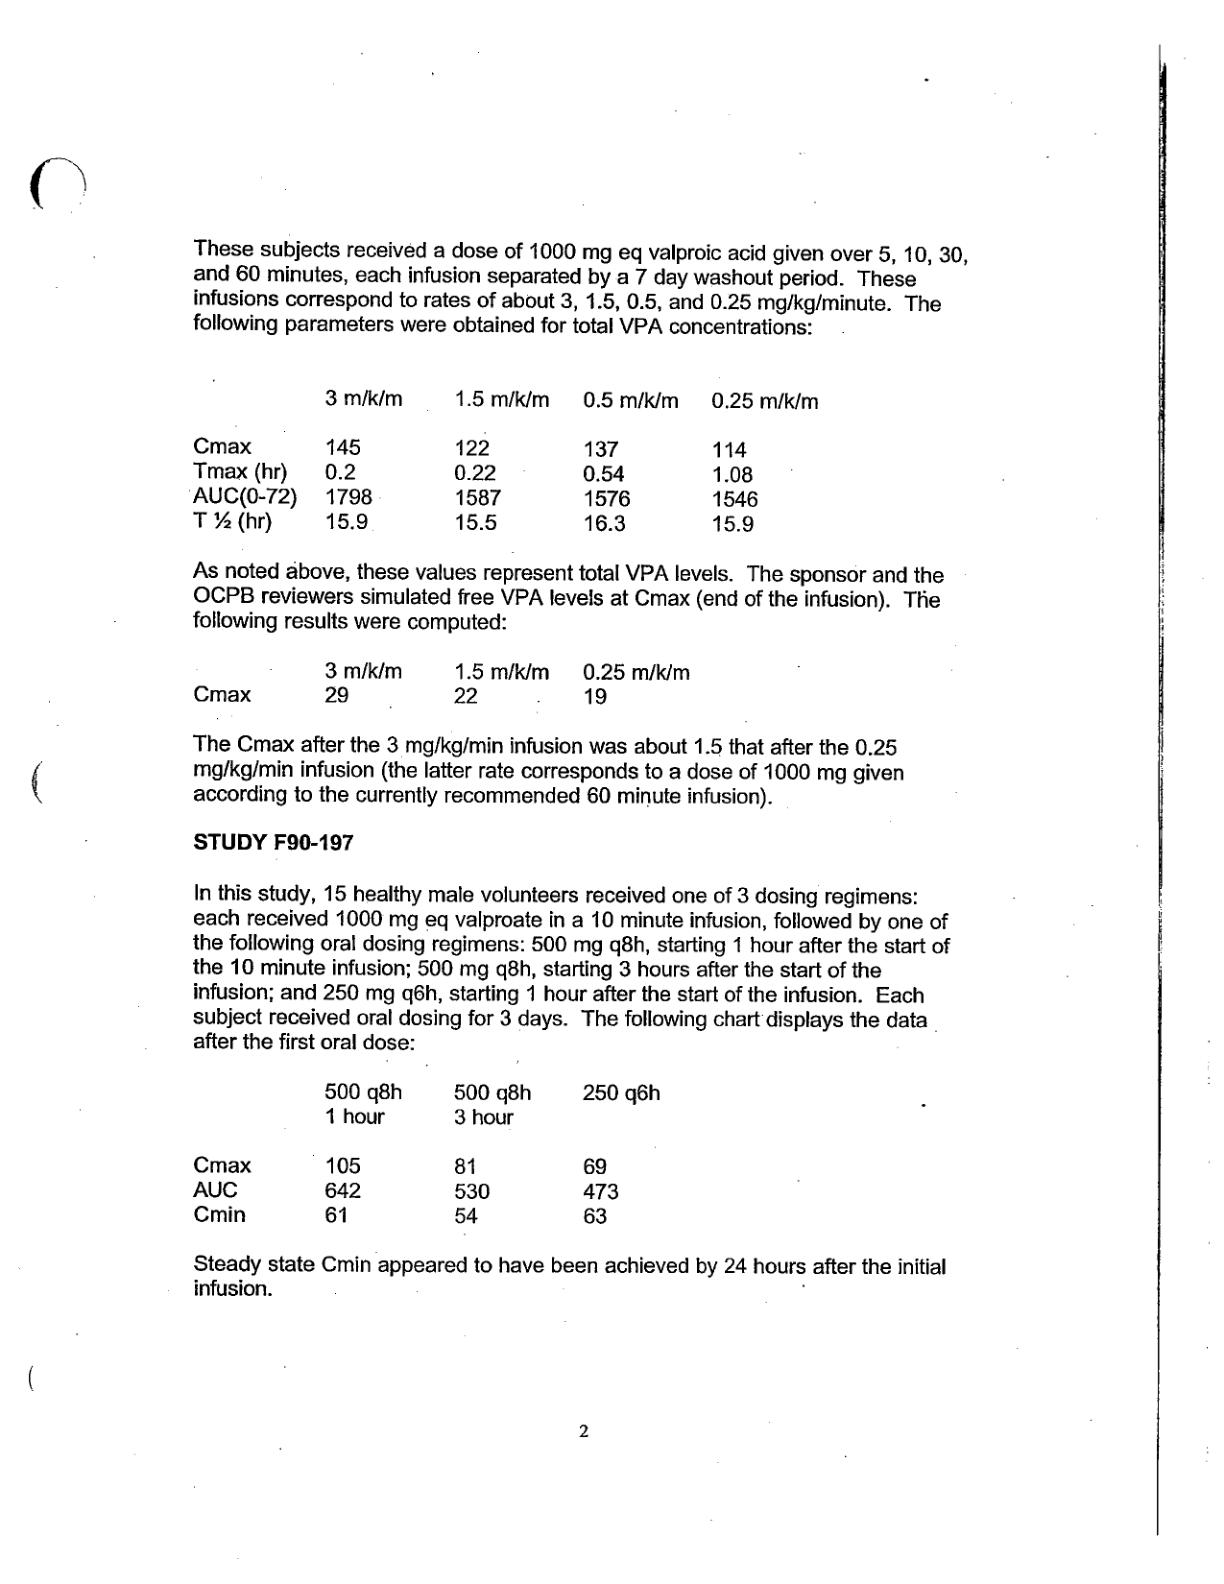 These subjects received a dose of 1000 mg eq valproic acid given over 5, 10, 30,
and 60 minutes, each infusion separated by a 7 day washout period.  These
infusions correspond to rates of about 3, 1.5, 0.5, and 0.25 mg/kg/minute.  The
following parameters were obtained for total VPA concentrations:
3 m/k/m 1.5 m/k/m 0.5 m/k/m 0.25 m/k/m
Cmax 145 122 137 114
Tmax (hr) 0.2 0.22 0.54 1.08
AUC(0-72) 1798 1587 1576 1546
T ½ (hr) 15.9 15.5 16.3 15.9
As noted above, these values represent total VPA levels.  The sponsor and the
OCPB reviewers simulated free VPA levels at Cmax (end of the infusion).  The
following results were computed:
3 m/k/m 1.5 m/k/m 0.25 m/k/m
Cmax 29 22 19
The Cmax after the 3 mg/kg/min infusion was about 1.5 that after the 0.25
mg/kg/min infusion (the latter rate corresponds to a dose of 1000 mg given
according to the currently recommended 60 minute infusion).
STUDY F90-197
In this study, 15 healthy male volunteers received one of 3 dosing regimens:
each received 1000 mg eq valproate in a 10 minute infusion, followed by one of
the following oral dosing regimens: 500 mg q8h, starting 1 hour after the start of
the 10 minute infusion; 500 mg q8h, starting 3 hours after the start of the
infusion; and 250 mg q6h, starting 1 hour after the start of the infusion.  Each
subject received oral dosing for 3 days.  The following chart displays the data
after the first oral dose:
500 q8h 500 q8h 250 q6h
1 hour 3 hour
Cmax 105 81 69
AUC 642 530 473
Cmin 61 54 63
Steady state Cmin appeared to have been achieved by 24 hours after the initial
infusion.
2